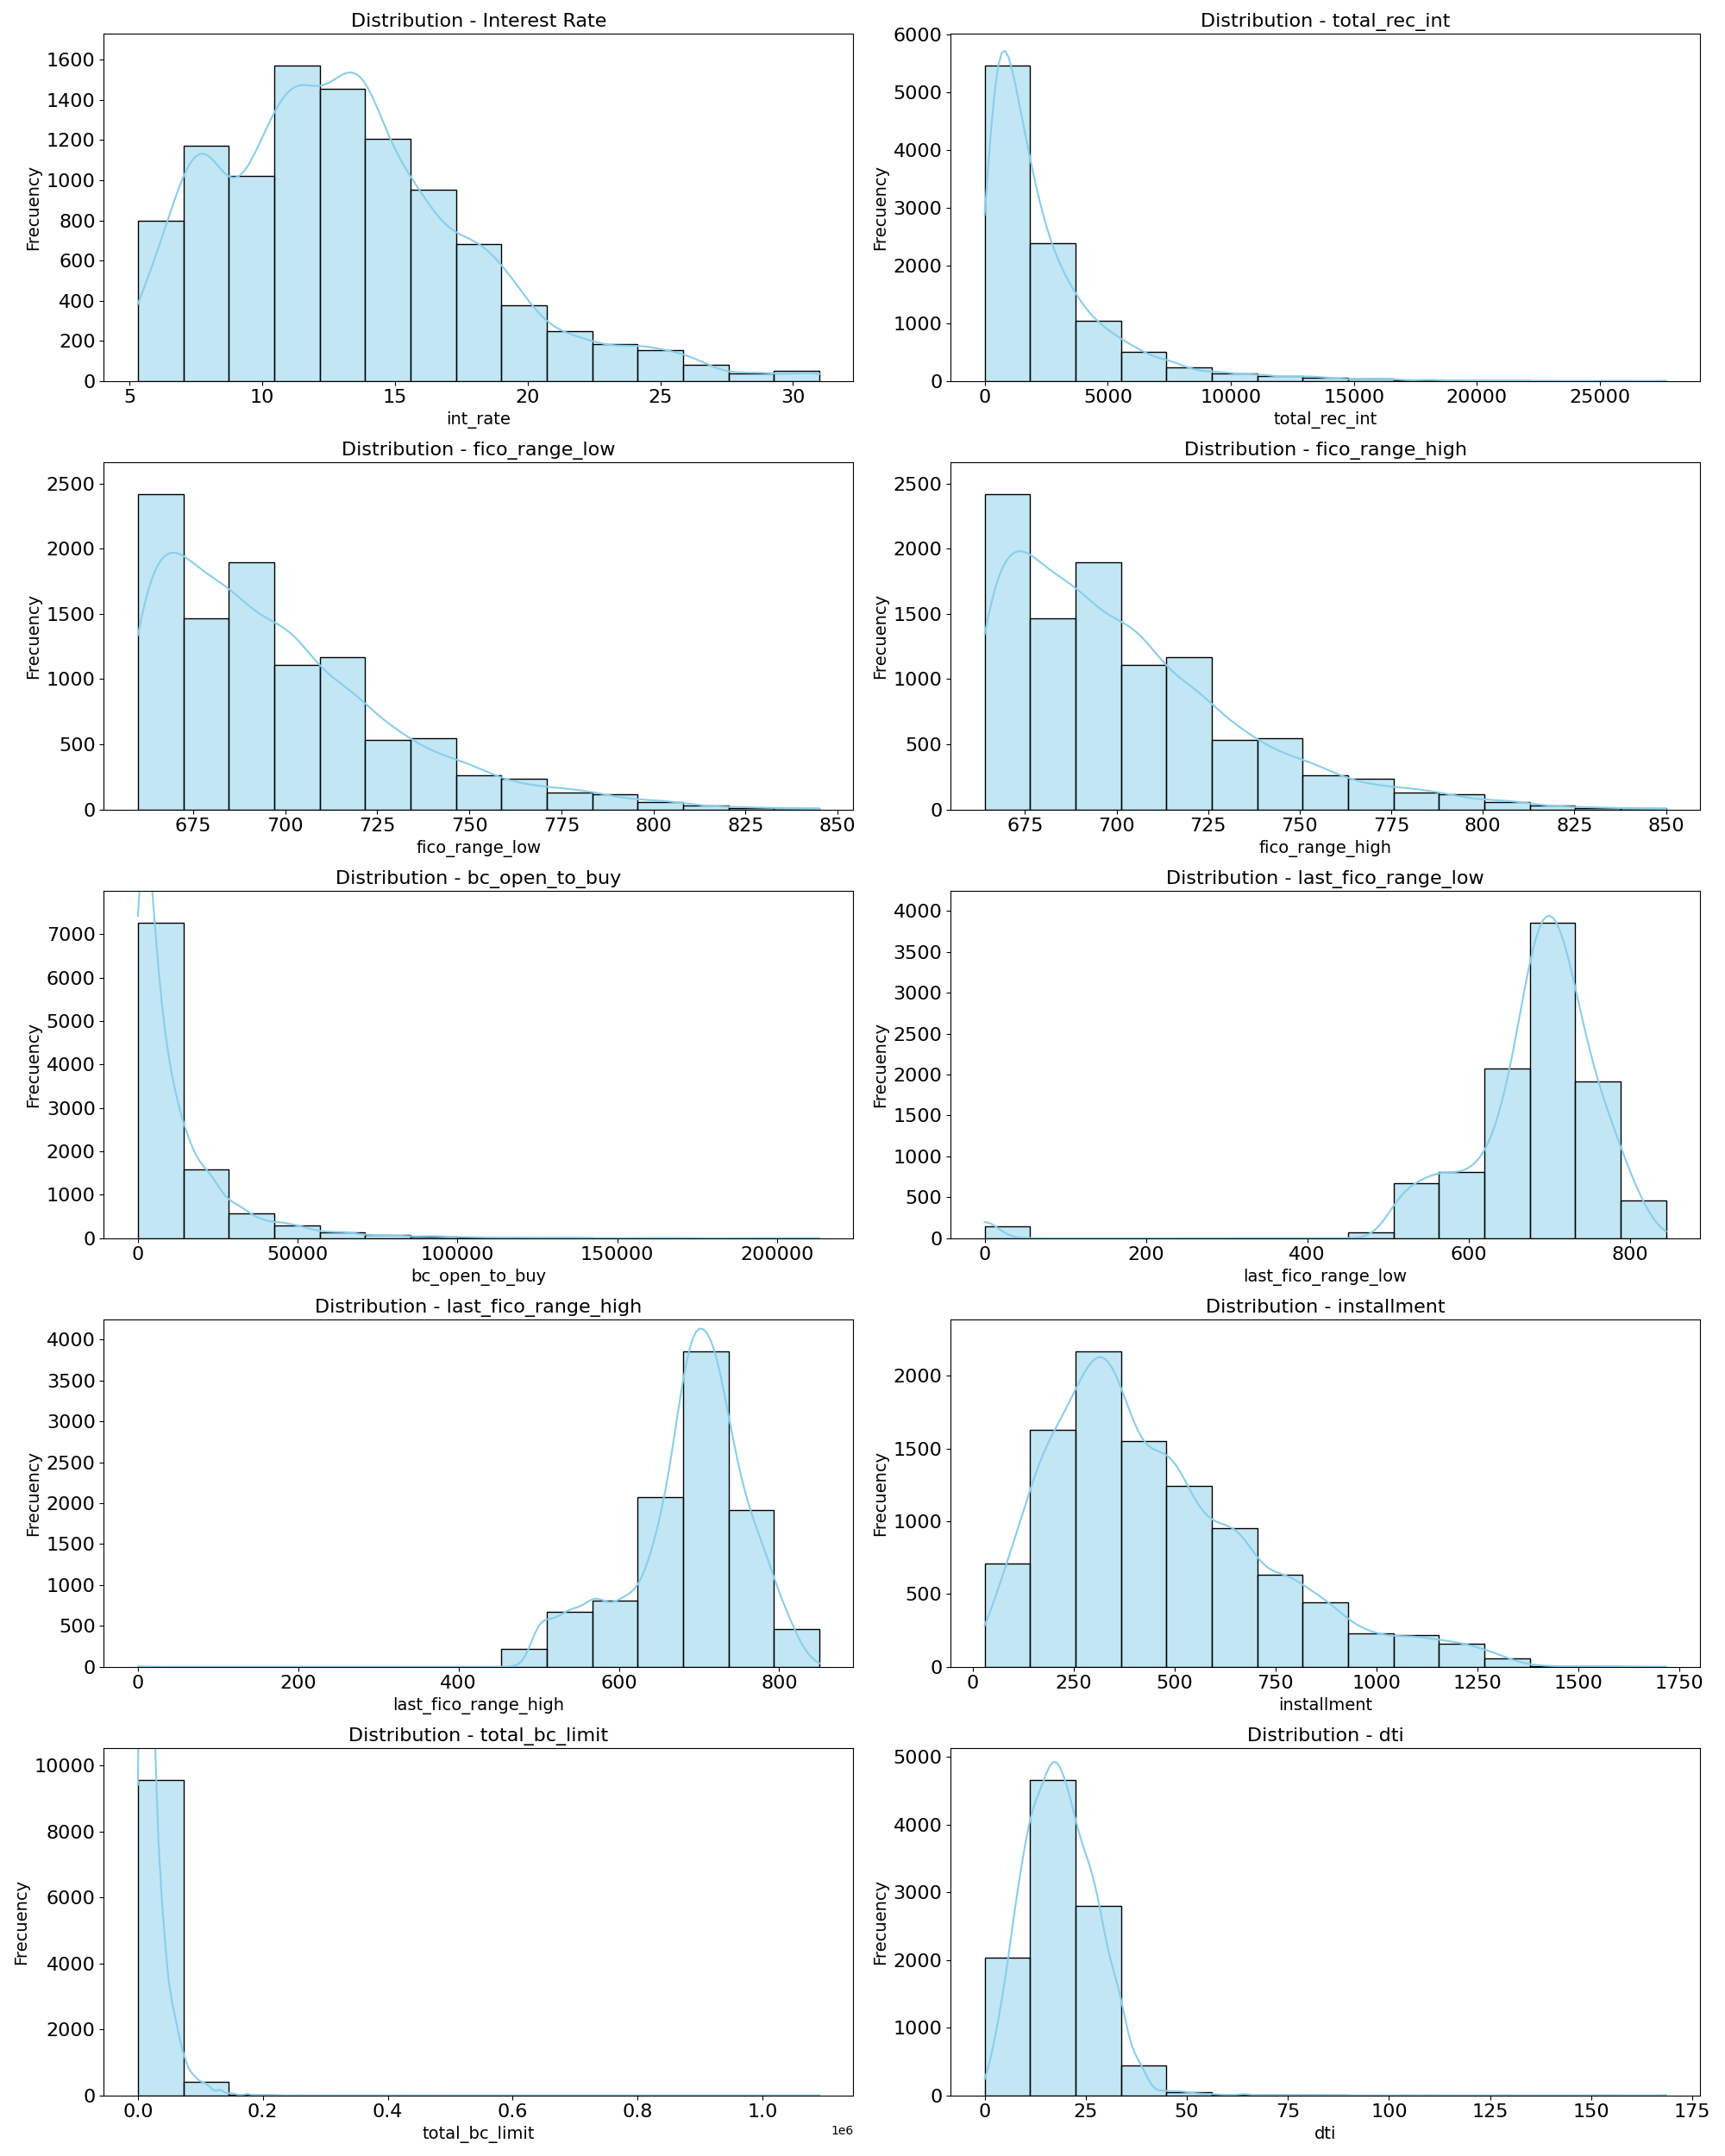 Distribution - Interest Rate
1600
1400
1200
1000
800
600
400
200
0
Frecuency
5 10 15 20 25 30
int_rate
Distribution - total_rec_int
6000
5000
4000
3000
2000
1000
0
Frecuency
0 5000 10000 15000 20000 25000
total_rec_int
Distribution - fico_range_low
2500
2000
1500
1000
500
0
Frecuency
675 700 725 750 775 800 825 850
fico_range_low
Distribution - fico_range_high
2500
2000
1500
1000
500
0
Frecuency
675 700 725 750 775 800 825 850
fico_range_high
Distribution - bc_open_to_buy
7000
6000
5000
4000
3000
2000
1000
0
Frecuency
0 50000 100000 150000 200000
bc_open_to_buy
Distribution - last_fico_range_low
4000
3500
3000
2500
2000
1500
1000
500
0
Frecuency
0 200 400 600 800
last_fico_range_low
Distribution - last_fico_range_high
4000
3500
3000
2500
2000
1500
1000
500
0
Frecuency
0 200 400 600 800
last_fico_range_high
Distribution - installment
2000
1500
1000
500
0
Frecuency
0 250 500 750 1000 1250 1500 1750
installment
Distribution - total_bc_limit
10000
8000
6000
4000
2000
0
Frecuency
0.0 0.2 0.4 0.6 0.8 1.0
1e6
total_bc_limit
Distribution - dti
5000
4000
3000
2000
1000
0
Frecuency
0 25 50 75 100 125 150 175
dti